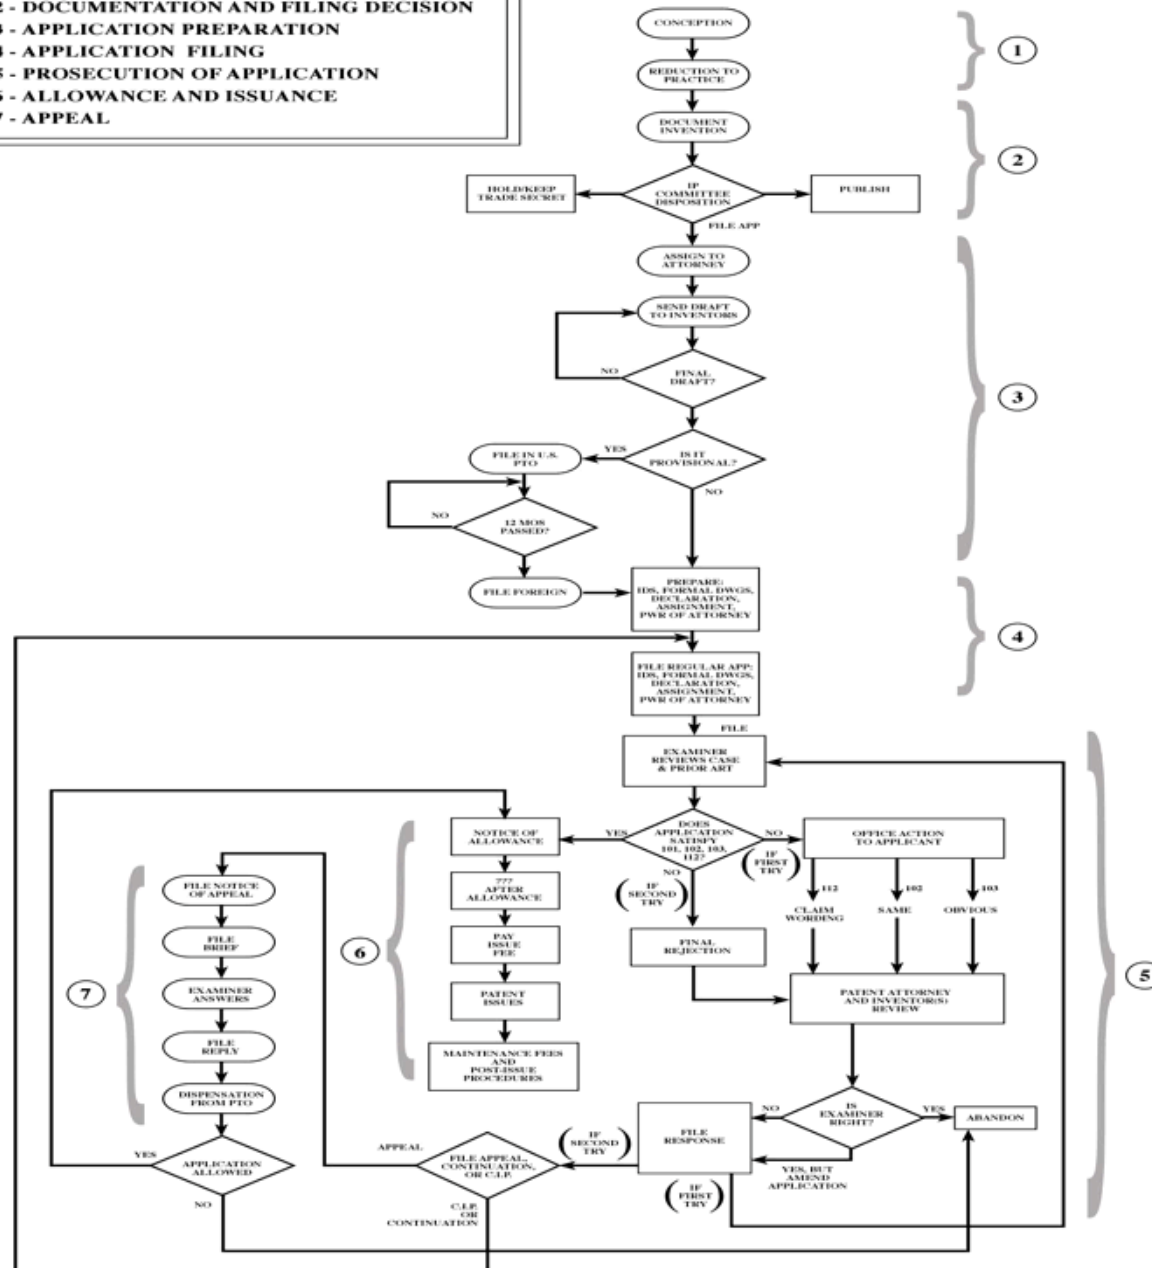 2 - DOCUMENTATION AND FILING DECISION
3 - APPLICATION PREPARATION
4 - APPLICATION FILING
5 - PROSECUTION OF APPLICATION
6 - ALLOWANCE AND ISSUANCE
7 - APPEAL
CONCEPTION
1
REDUCTION TO
PRACTICE
DOCUMENT
INVENTION
2
HOLD/KEEP
TRADE SECRET
IP
COMMITTEE
DISPOSITION
PUBLISH
FILE APP
ASSIGN TO
ATTORNEY
SEND DRAFT
TO INVENTORS
NO
FINAL
DRAFT?
3
FILE IN U.S.
PTO
YES
IS IT
PROVISIONAL?
NO
NO
12 MOS
PASSED?
FILE FOREIGN
PREPARE:
IDS, FORMAL DWGS,
DECLARATION,
ASSIGNMENT,
PWR OF ATTORNEY
4
FILE REGULAR APP:
IDS, FORMAL DWGS,
DECLARATION,
ASSIGNMENT,
PWR OF ATTORNEY
FILE
EXAMINER
REVIEWS CASE
& PRIOR ART
NOTICE OF
ALLOWANCE
YES
DOES
APPLICATION
SATISFY
101, 102, 103,
112?
NO
(IF
FIRST
TRY)
OFFICE ACTION
TO APPLICANT
NO
(IF
SECOND
TRY)
112
102
103
CLAIM
WORDING
SAME
OBVIOUS
FILE NOTICE
OF APPEAL
???
AFTER
ALLOWANCE
FILE
BRIEF
6
PAY
ISSUE
FEE
FINAL
REJECTION
5
7
EXAMINER
ANSWERS
PATENT
ISSUES
PATENT ATTORNEY
AND INVENTOR(S)
REVIEW
FILE
REPLY
MAINTENANCE FEES
AND
POST-ISSUE
PROCEDURES
DISPENSATION
FROM PTO
NO
IS
EXAMINER
RIGHT?
YES
ABANDON
FILE
RESPONSE
YES
APPLICATION
ALLOWED
APPEAL
FILE APPEAL,
CONTINUATION,
OR C.I.P.
(IF
SECOND
TRY)
YES, BUT
AMEND
APPLICATION
(IF
FIRST
TRY)
NO
C.I.P.
OR
CONTINUATION